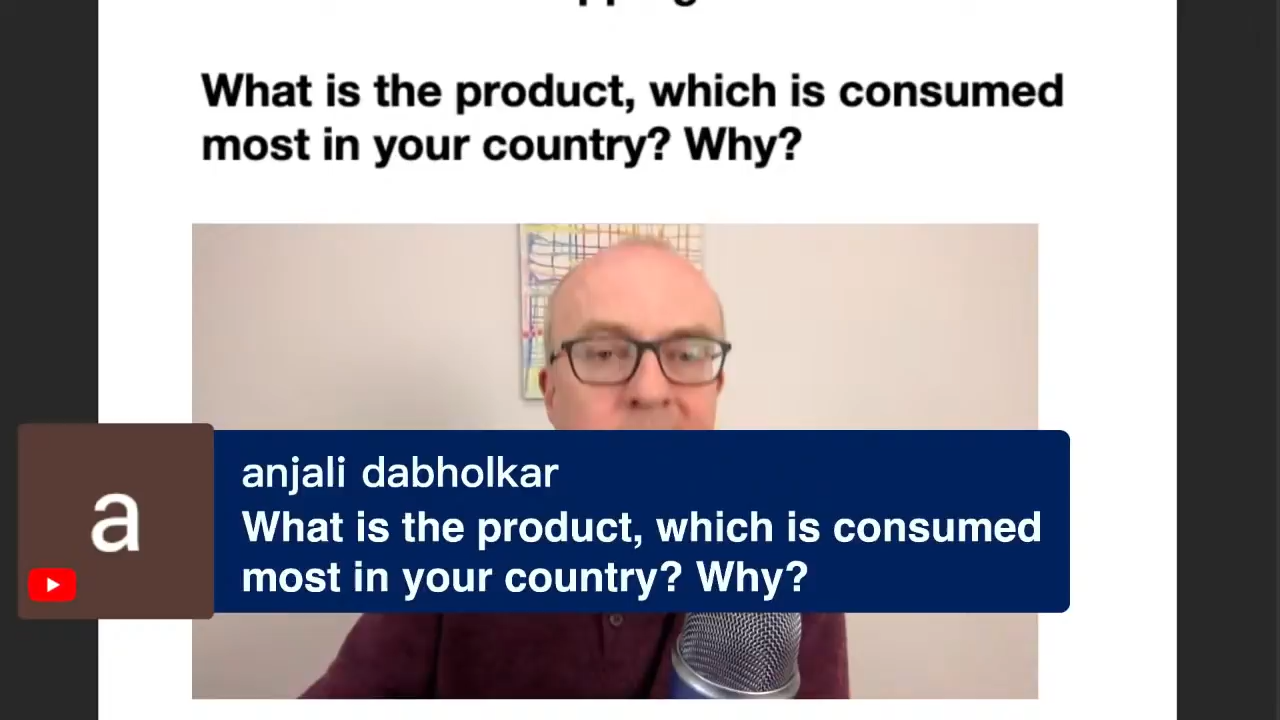 What is the product, which is consumed
most in your country? Why?
a
anjali dabholkar
What is the product, which is consumed
most in your country? Why?